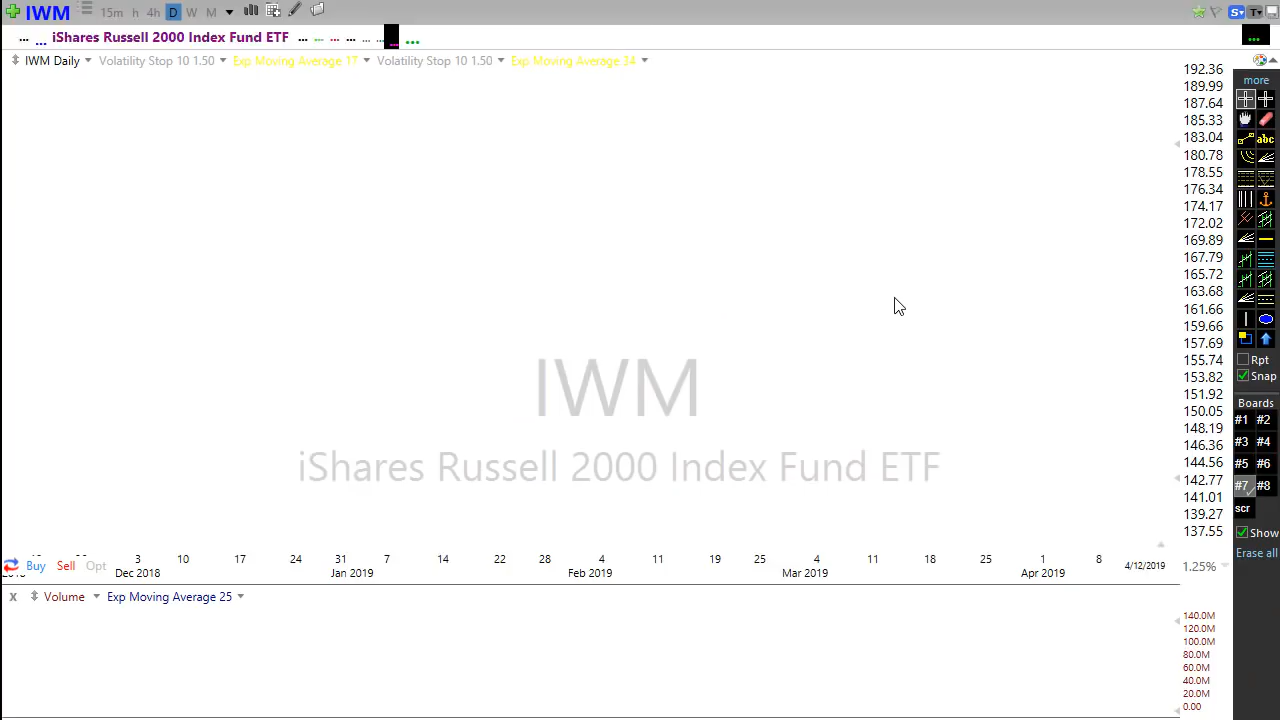 IWM 15m h 4h D W M S T
... ... iShares Russell 2000 Index Fund ETF ... ... ... ... ... ... ... ... ...
IWM Daily Volatility Stop 10 1.50 Exp Moving Average 17 Volatility Stop 10 1.50 Exp Moving Average 34
192.36
189.99
187.64
185.33
183.04
180.78
178.55
176.34
174.17
172.02
169.89
167.79
165.72
163.68
161.66
159.66
157.69
155.74
153.82
151.92
150.05
148.19
146.36
144.56
142.77
141.01
139.27
137.55
more
abc
Rpt
Snap
Boards
#1 #2
#3 #4
#5 #6
#7 #8
scr
Show
Erase all
IWM
iShares Russell 2000 Index Fund ETF
3 10 17 24 31 7 14 22 28 4 11 19 25 4 11 18 25 1 8
Buy Sell Opt 4/12/2019 1.25%
Dec 2018 Jan 2019 Feb 2019 Mar 2019 Apr 2019
x Volume Exp Moving Average 25
140.0M
120.0M
100.0M
80.0M
60.0M
40.0M
20.0M
0.00